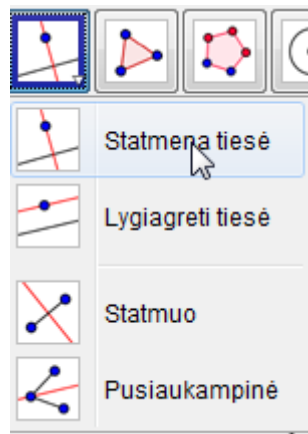 Statmena tiesė
Lygiagreti tiesė
Statmuo
Pusiaukampinė